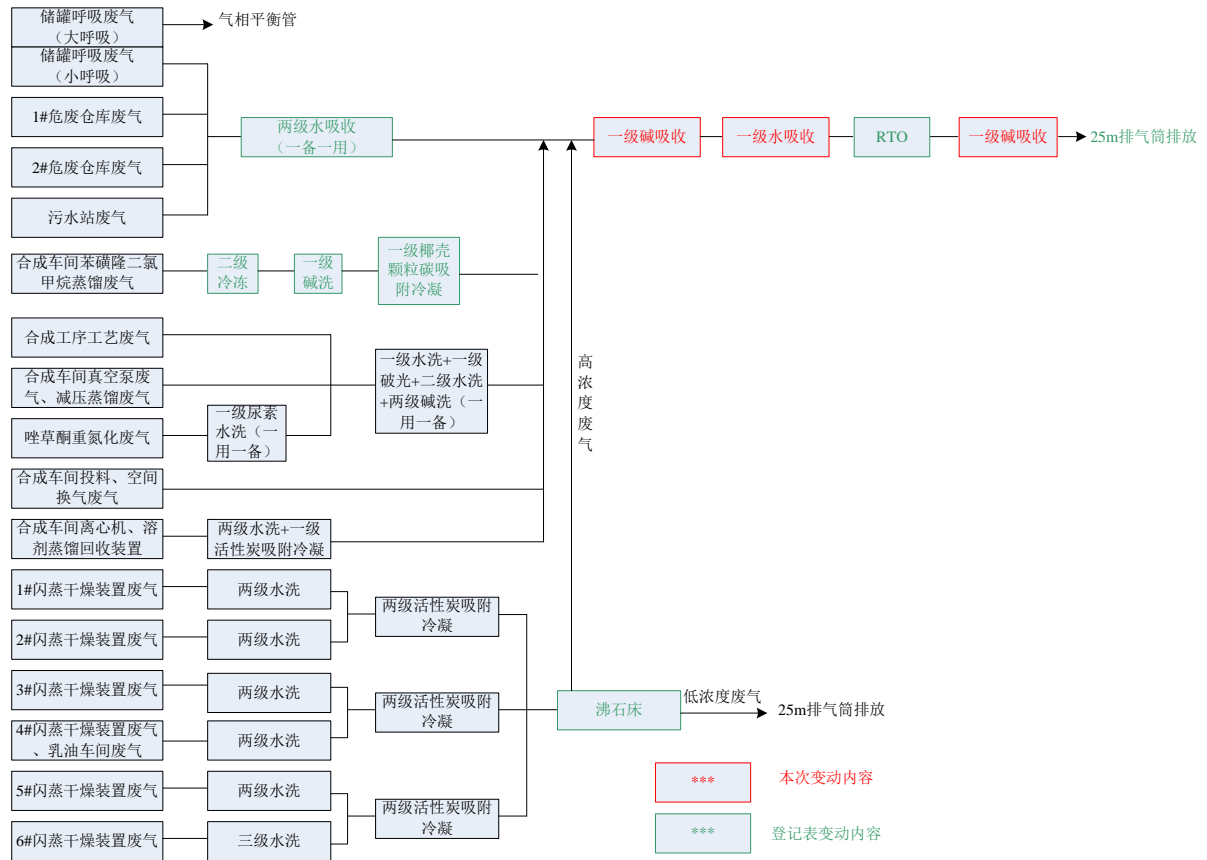 储罐呼吸废气
（大呼吸）
气相平衡管
储罐呼吸废气
（小呼吸）
1#危废仓库废气
2#危废仓库废气
污水站废气
两级水吸收
（一备一用）
一级碱吸收
一级水吸收
RTO
一级碱吸收
25m排气筒排放
合成车间苯磺隆二氯
甲烷蒸馏废气
二级
冷冻
一级
碱洗
一级椰壳
颗粒碳吸
附冷凝
合成工序工艺废气
合成车间真空泵废
气、减压蒸馏废气
唑草酮重氮化废气
一级尿素
水洗（一
用一备）
一级水洗+一级
破光+二级水洗
+两级碱洗（一
用一备）
高
浓
度
废
气
合成车间投料、空间
换气废气
合成车间离心机、溶
剂蒸馏回收装置
两级水洗+一级
活性炭吸附冷凝
1#闪蒸干燥装置废气
两级水洗
2#闪蒸干燥装置废气
两级水洗
两级活性炭吸附
冷凝
3#闪蒸干燥装置废气
两级水洗
4#闪蒸干燥装置废气
、乳油车间废气
两级水洗
两级活性炭吸附
冷凝
5#闪蒸干燥装置废气
两级水洗
6#闪蒸干燥装置废气
三级水洗
两级活性炭吸附
冷凝
沸石床
低浓度废气
25m排气筒排放
***
本次变动内容
***
登记表变动内容